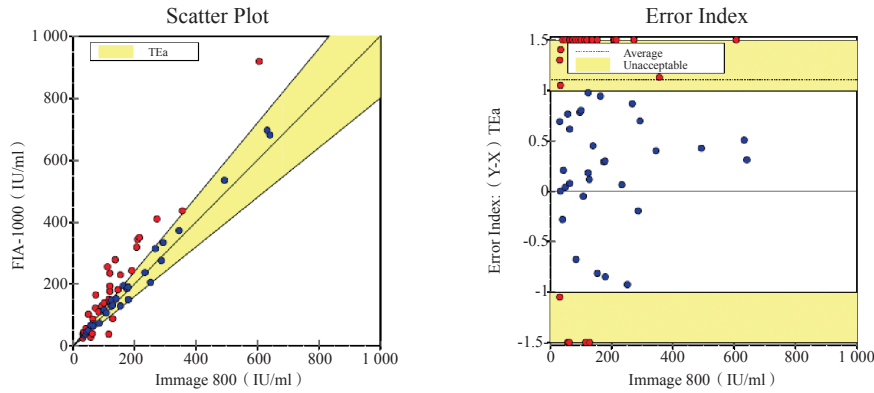 Scatter Plot
TEa
1 000
800
600
400
200
0
FIA-1000（IU/ml）
0 200 400 600 800 1 000
Immage 800（IU/ml）
Error Index
Average
Unacceptable
1.5
1
0.5
0
-0.5
-1
-1.5
Error Index:（Y-X）TEa
0 200 400 600 800 1 000
Immage 800（IU/ml）